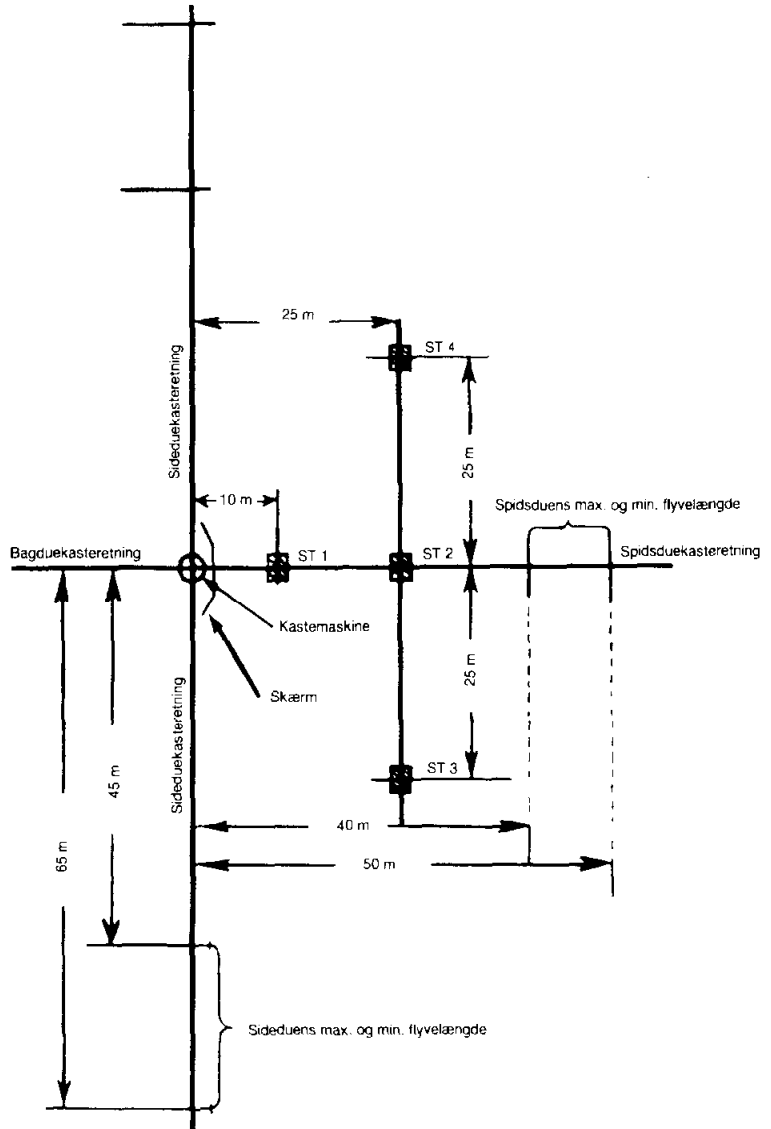 25 m
ST 4
Sideduekasteretning
25 m
10 m
Spidsduens max. og min. flyvelængde
Bagduekasteretning
ST 1
ST 2
Spidsduekasteretning
Kastemaskine
Skærm
25 m
Sideduekasteretning
ST 3
45 m
40 m
65 m
50 m
Sideduens max. og min. flyvelængde